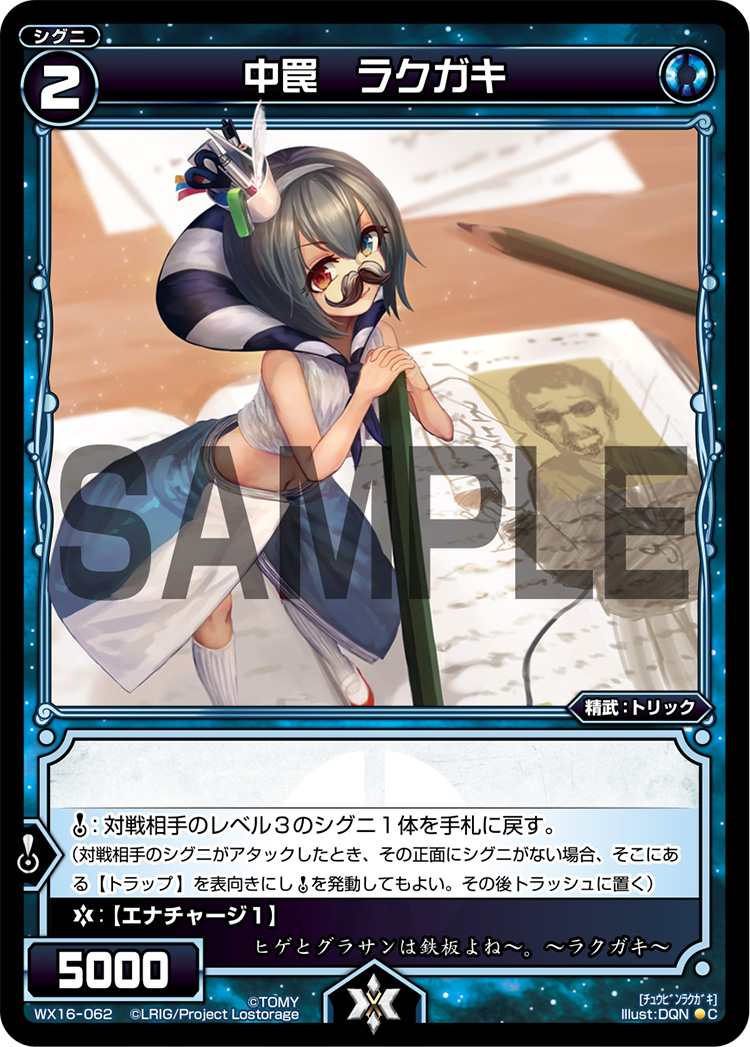 シグニ
2
中罠　ラクガキ
SAMPLE
精武：トリック
：対戦相手のレベル３のシグニ１体を手札に戻す。
（対戦相手のシグニがアタックしたとき、その正面にシグニがない場合、そこにあ
る【トラップ】を表向きにし を発動してもよい。その後トラッシュに置く）
：【エナチャージ１】
ヒゲとグラサンは鉄板よね～。～ラクガキ～
5000
©TOMY
[ﾁｭｳﾋﾞﾝﾗｸｶﾞｷ]
WX16-062 ©LRIG/Project Lostorage
Illust:DQN C